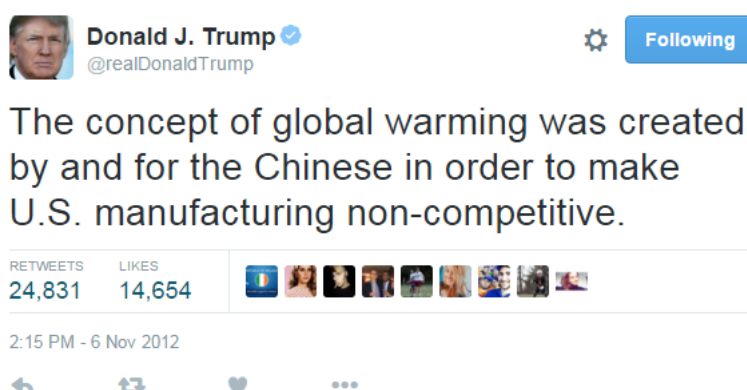 Donald J. Trump
@realDonaldTrump
Following
The concept of global warming was created
by and for the Chinese in order to make
U.S. manufacturing non-competitive.
RETWEETS LIKES
24,831 14,654
2:15 PM - 6 Nov 2012